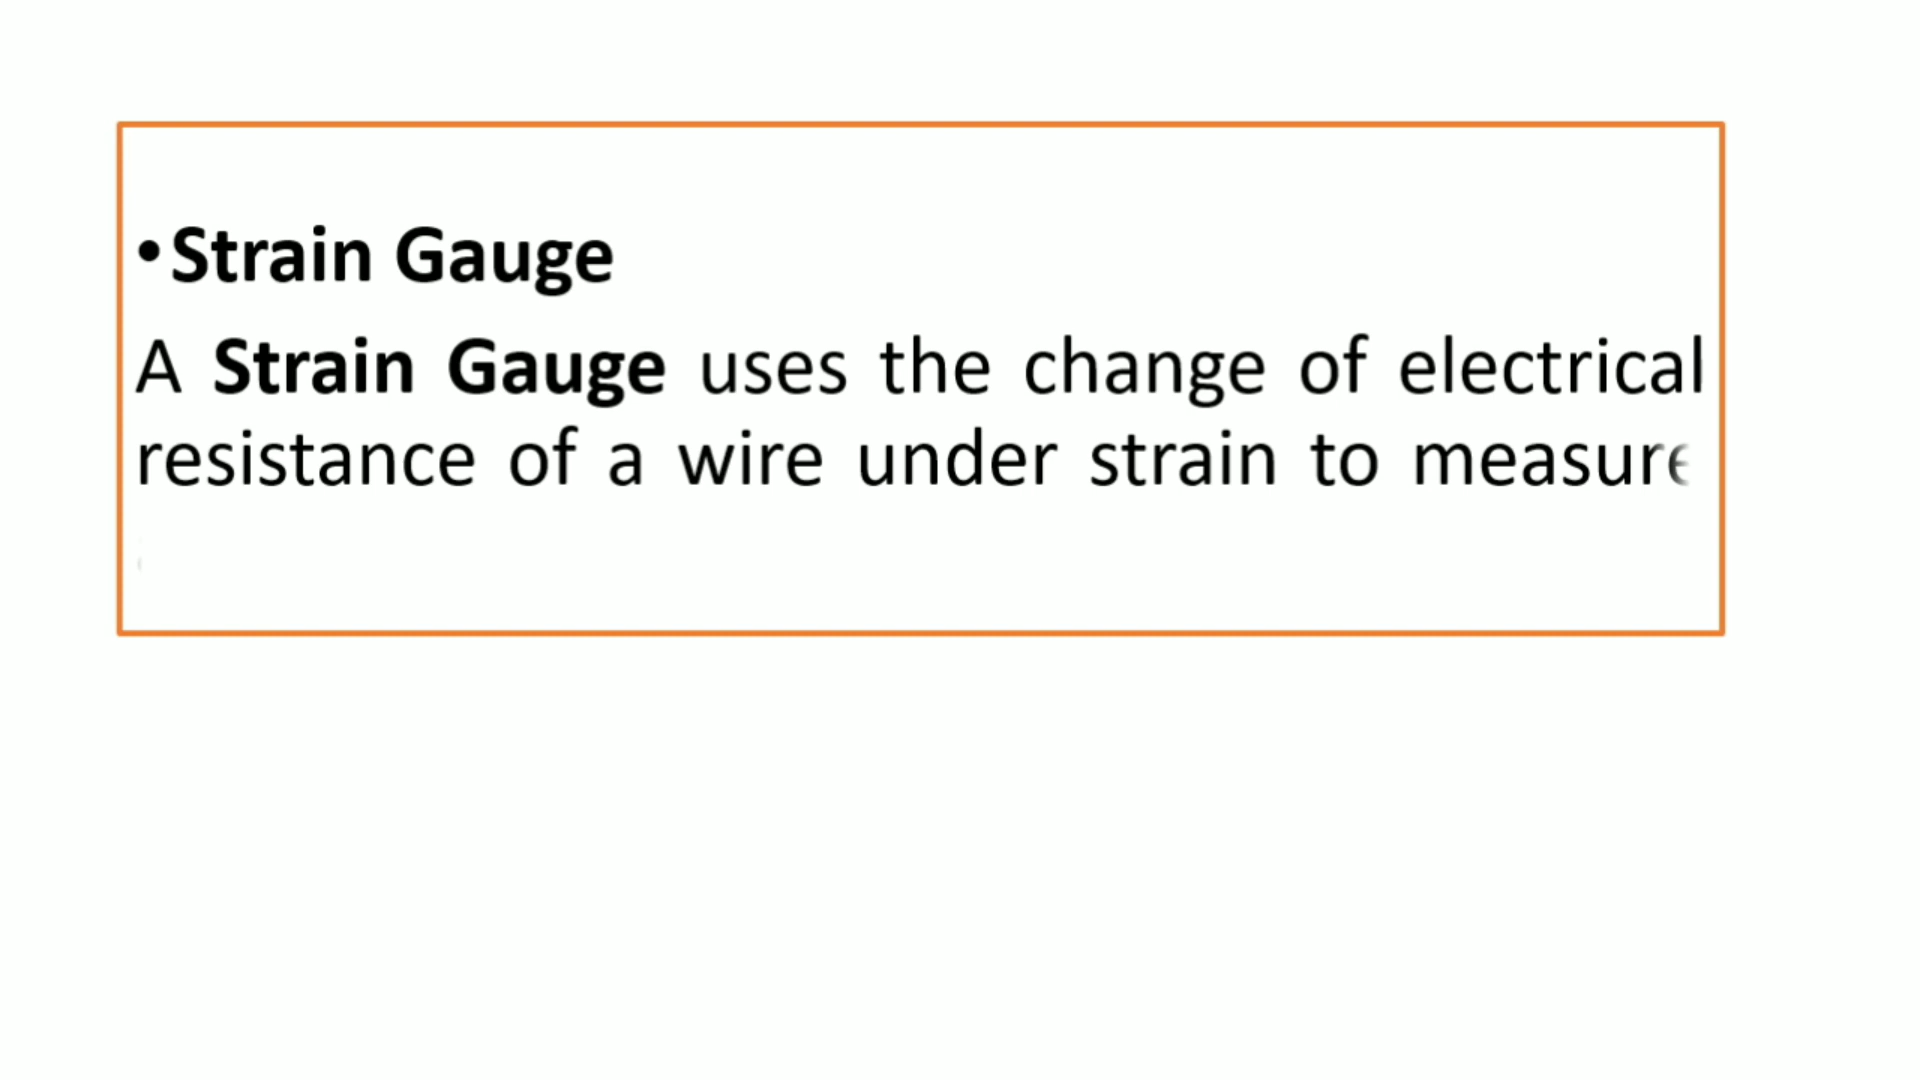 •Strain Gauge
A Strain Gauge uses the change of electrical
resistance of a wire under strain to measure